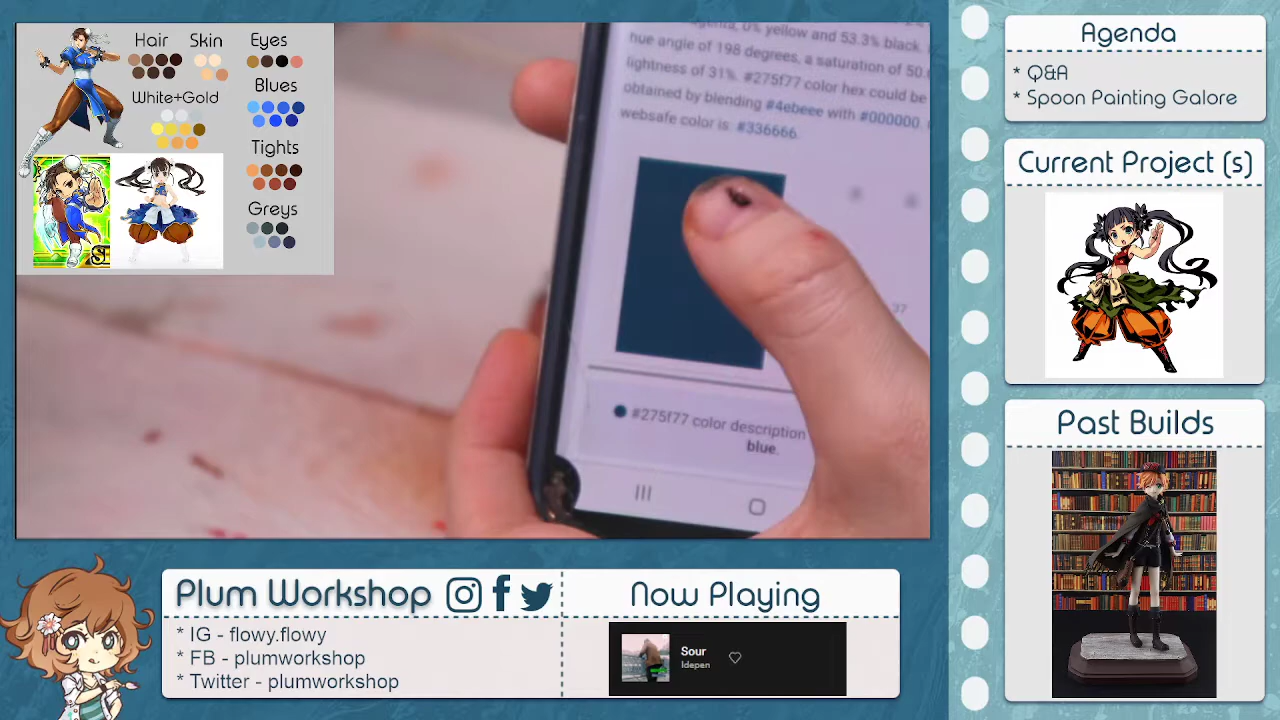 Hair
Skin
Eyes
White+Gold
Blues
Tights
Greys
0% yellow and 53.3% black.
hue angle of 198 degrees, a saturation of 50.
lightness of 31%. #275f77 color hex could be
obtained by blending #4ebeee with #000000.
websafe color is: #336666.
37
#275f77 color description
blue.
Agenda
* Q&A
* Spoon Painting Galore
Current Project (s)
Past Builds
Plum Workshop
* IG - flowy.flowy
* FB - plumworkshop
* Twitter - plumworkshop
Now Playing
Sour
Idepen